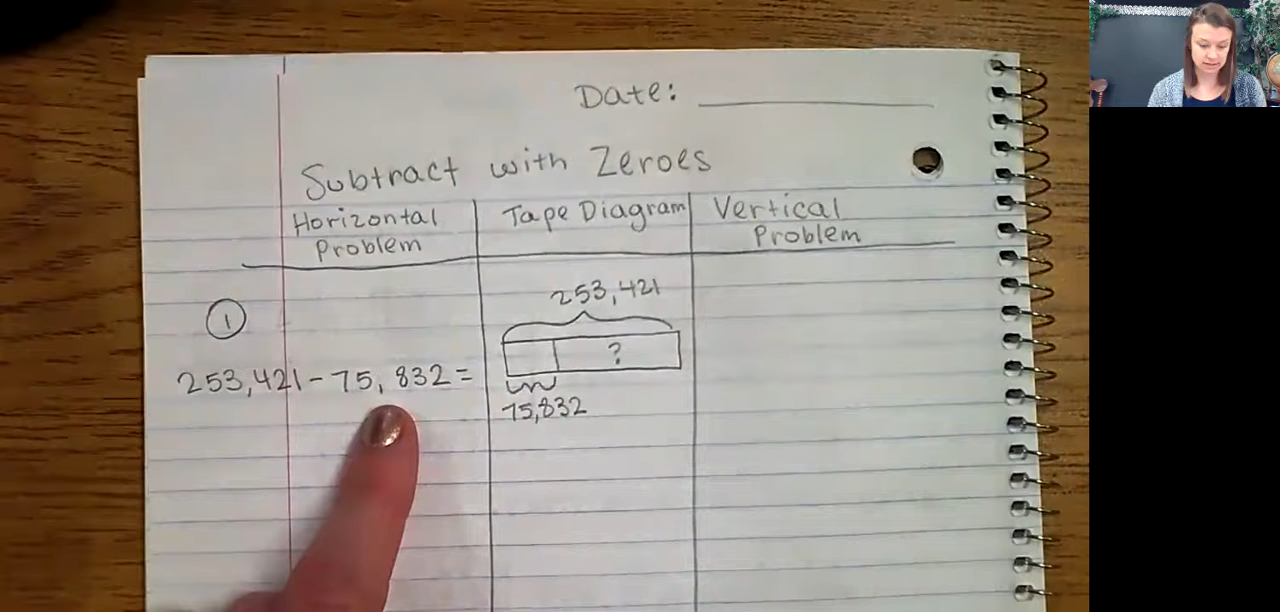 Date:
Subtract with Zeroes
Horizontal Problem
Tape Diagram
Vertical Problem
1
253,421
?
253,421 - 75,832 =
75,832